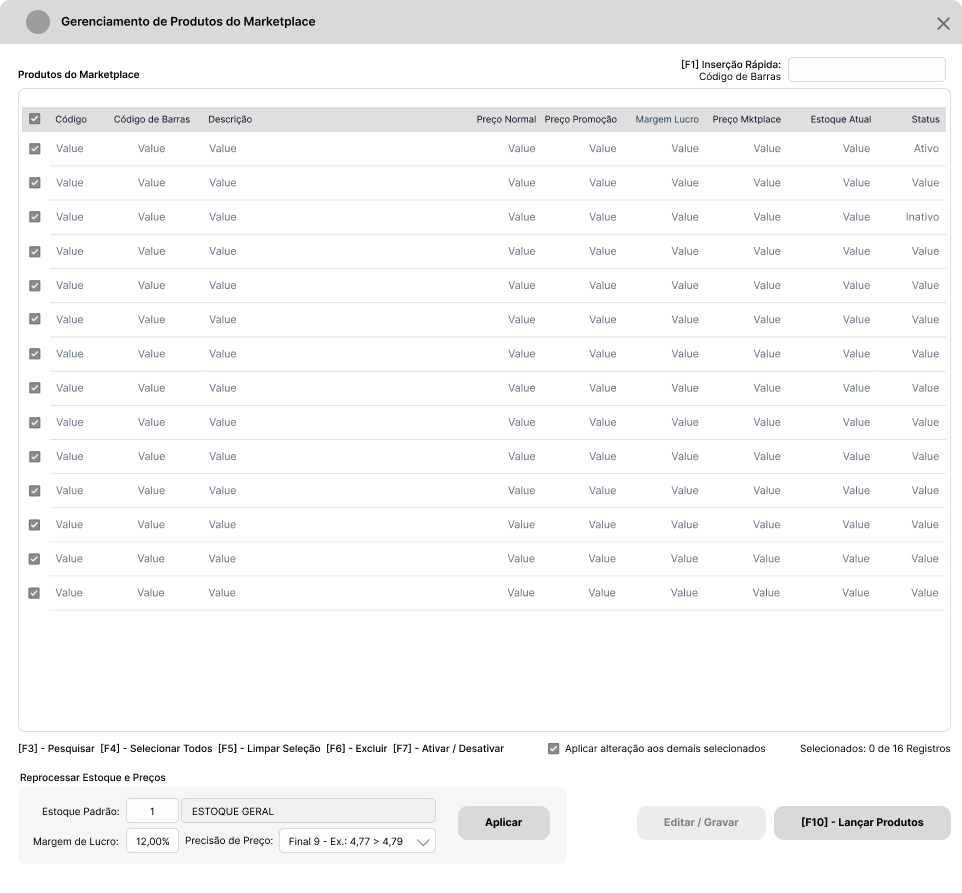 Gerenciamento de Produtos do Marketplace
Produtos do Marketplace
[F1] Inserção Rápida:
Código de Barras
Código Código de Barras Descrição Preço Normal Preço Promoção Margem Lucro Preço Mktplace Estoque Atual Status
Value Value Value Value Value Value Value Value Ativo
Value Value Value Value Value Value Value Value Value
Value Value Value Value Value Value Value Value Inativo
Value Value Value Value Value Value Value Value Value
Value Value Value Value Value Value Value Value Value
Value Value Value Value Value Value Value Value Value
Value Value Value Value Value Value Value Value Value
Value Value Value Value Value Value Value Value Value
Value Value Value Value Value Value Value Value Value
Value Value Value Value Value Value Value Value Value
Value Value Value Value Value Value Value Value Value
Value Value Value Value Value Value Value Value Value
Value Value Value Value Value Value Value Value Value
Value Value Value Value Value Value Value Value Value
[F3] - Pesquisar [F4] - Selecionar Todos [F5] - Limpar Seleção [F6] - Excluir [F7] - Ativar / Desativar Aplicar alteração aos demais selecionados Selecionados: 0 de 16 Registros
Reprocessar Estoque e Preços
Estoque Padrão: 1 ESTOQUE GERAL
Margem de Lucro: 12,00% Precisão de Preço: Final 9 - Ex.: 4,77 > 4,79
Aplicar
Editar / Gravar
[F10] - Lançar Produtos